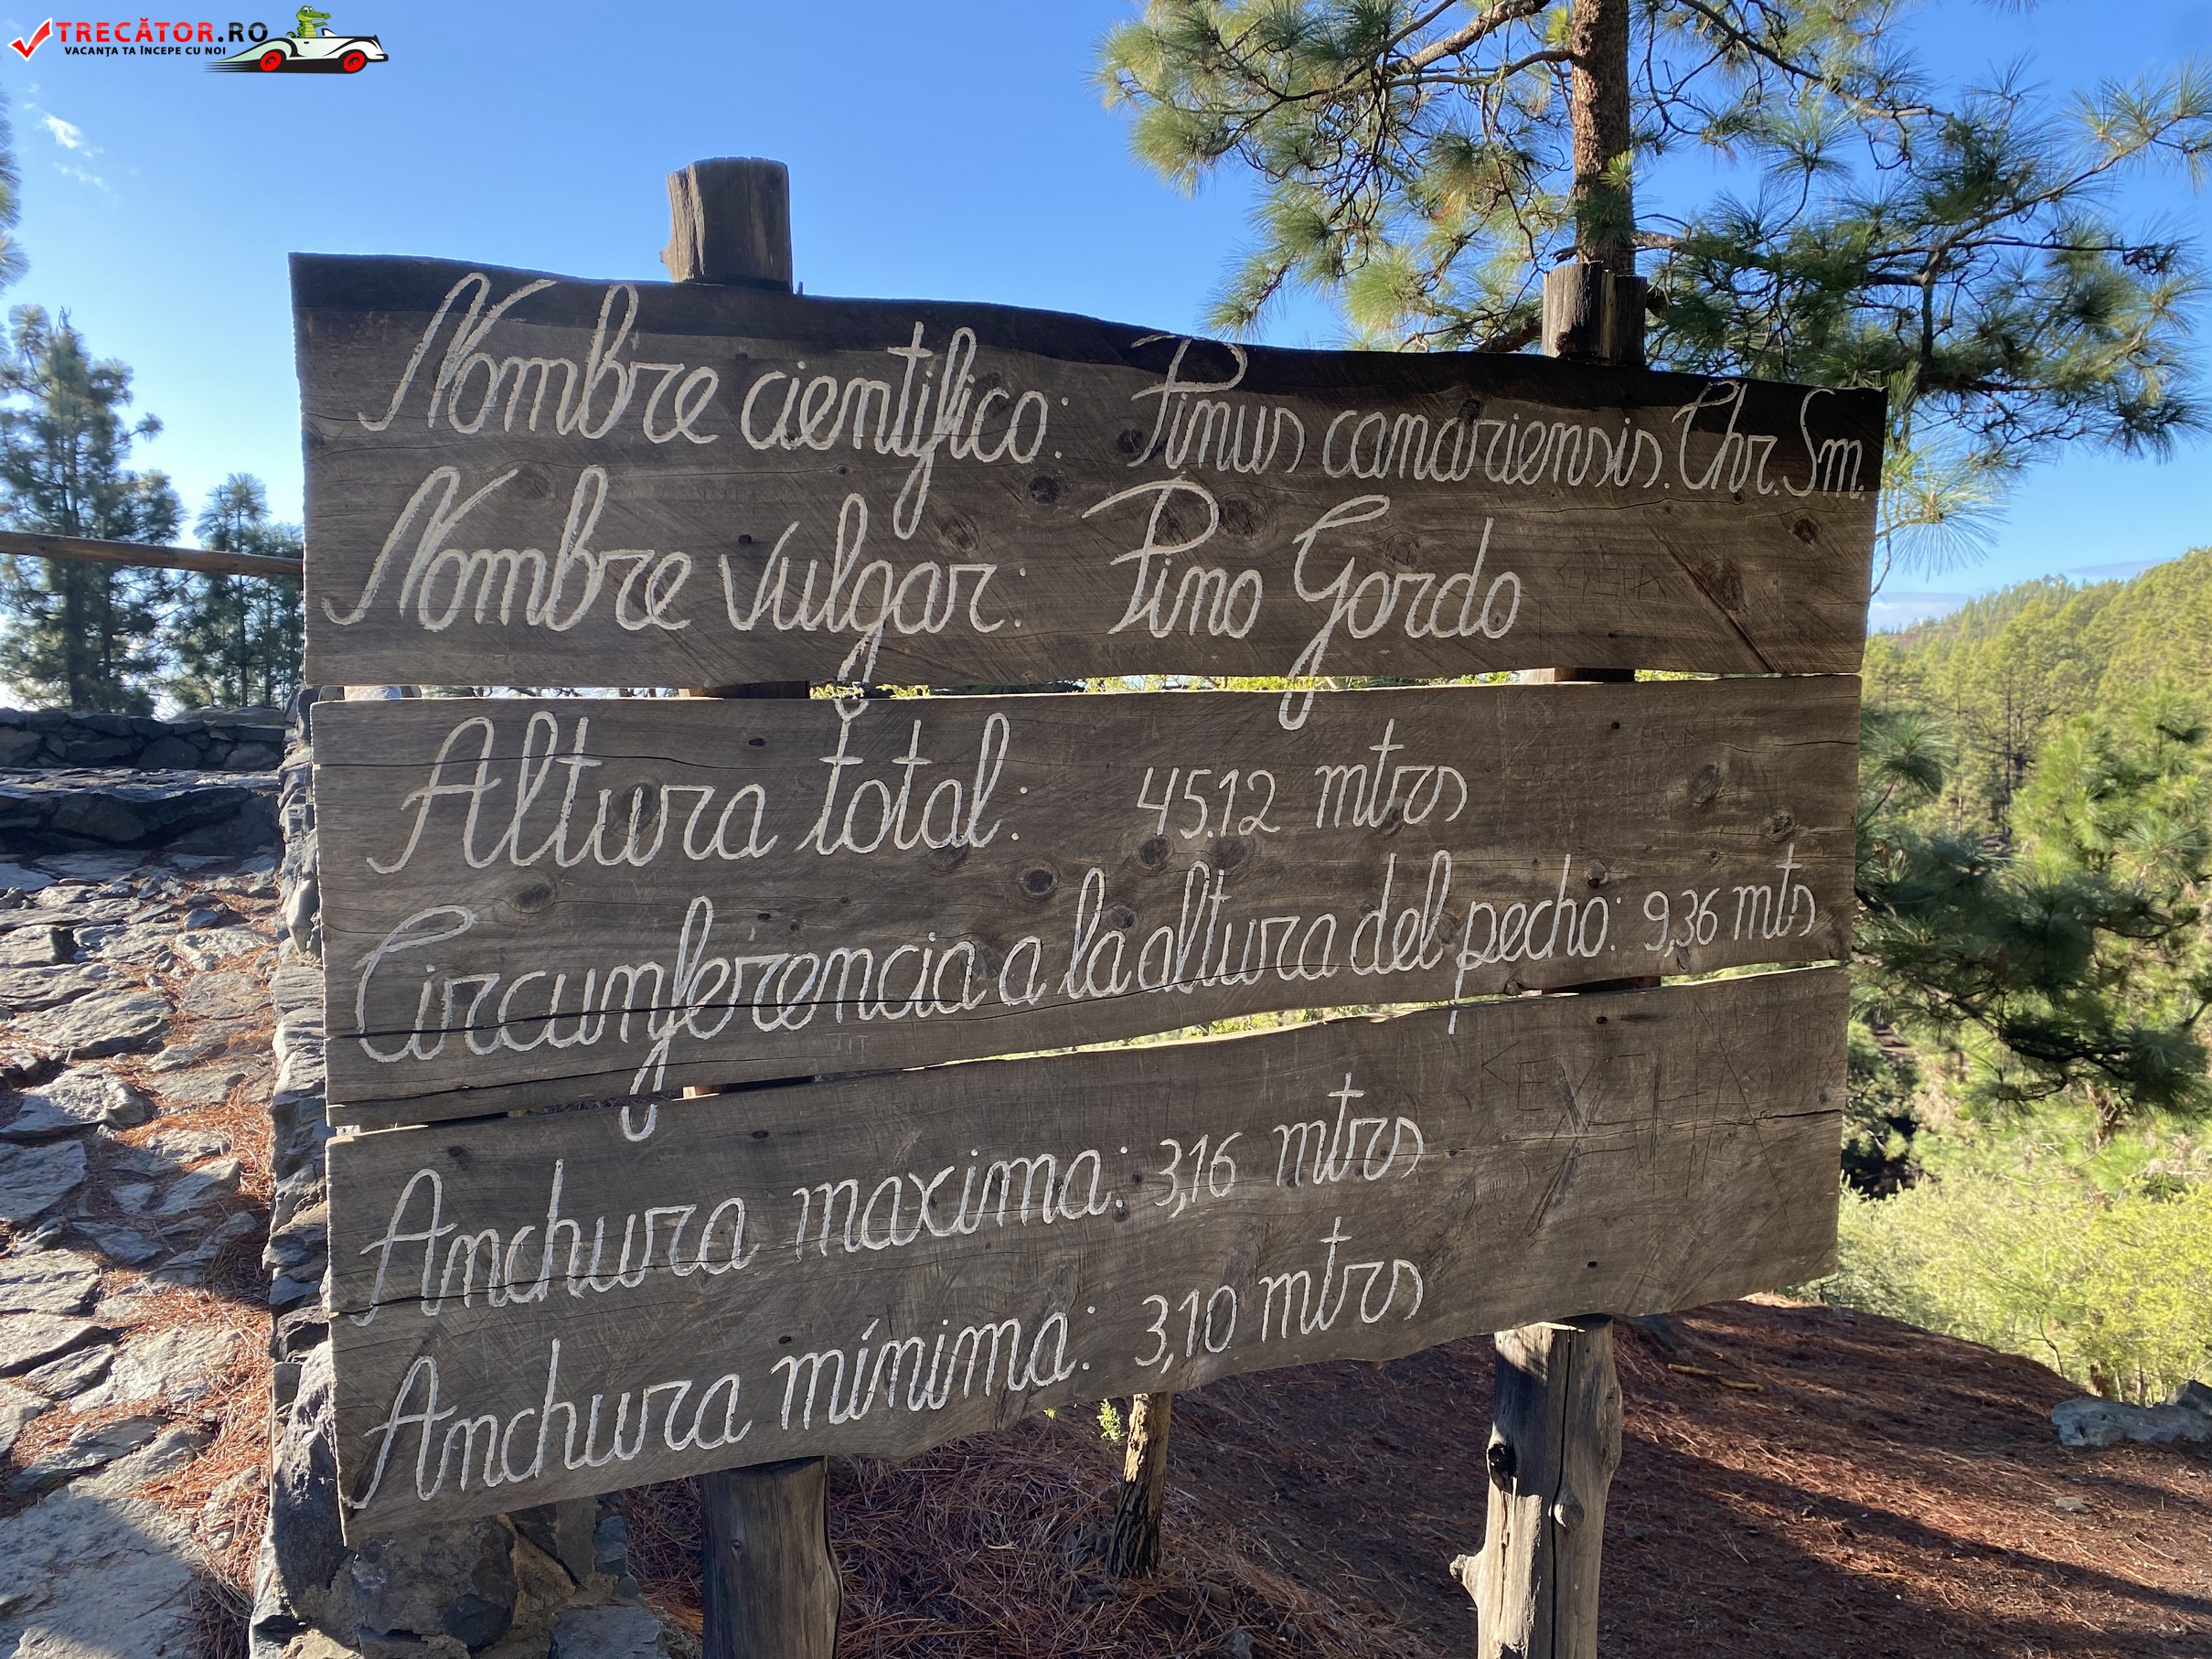 TRECĂTOR.RO
VACANȚA TA ÎNCEPE CU NOI
Nombre científico: Pinus canariensis. Chr. Sm.
Nombre vulgar: Pino Gordo
Altura total: 45.12 mtrs
Circunferencia a la altura del pecho: 9,36 mts
Anchura maxima: 3,16 mtrs
Anchura mínima: 3,10 mtrs